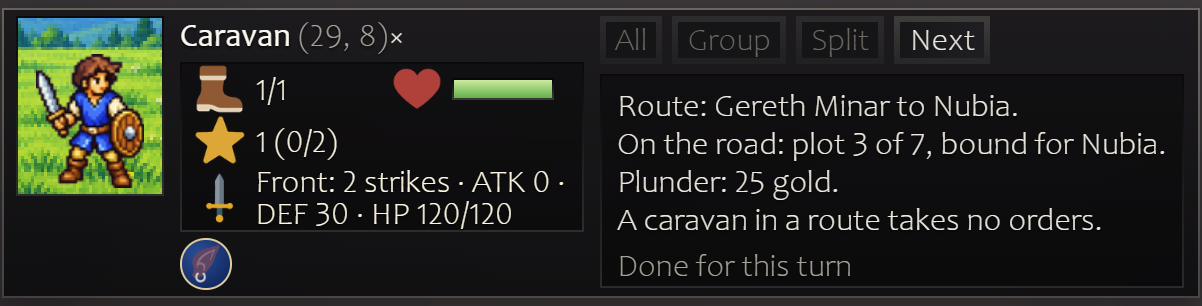 Caravan (29, 8)×
1/1
1 (0/2)
Front: 2 strikes · ATK 0 ·
DEF 30 · HP 120/120
All Group Split Next
Route: Gereth Minar to Nubia.
On the road: plot 3 of 7, bound for Nubia.
Plunder: 25 gold.
A caravan in a route takes no orders.
Done for this turn